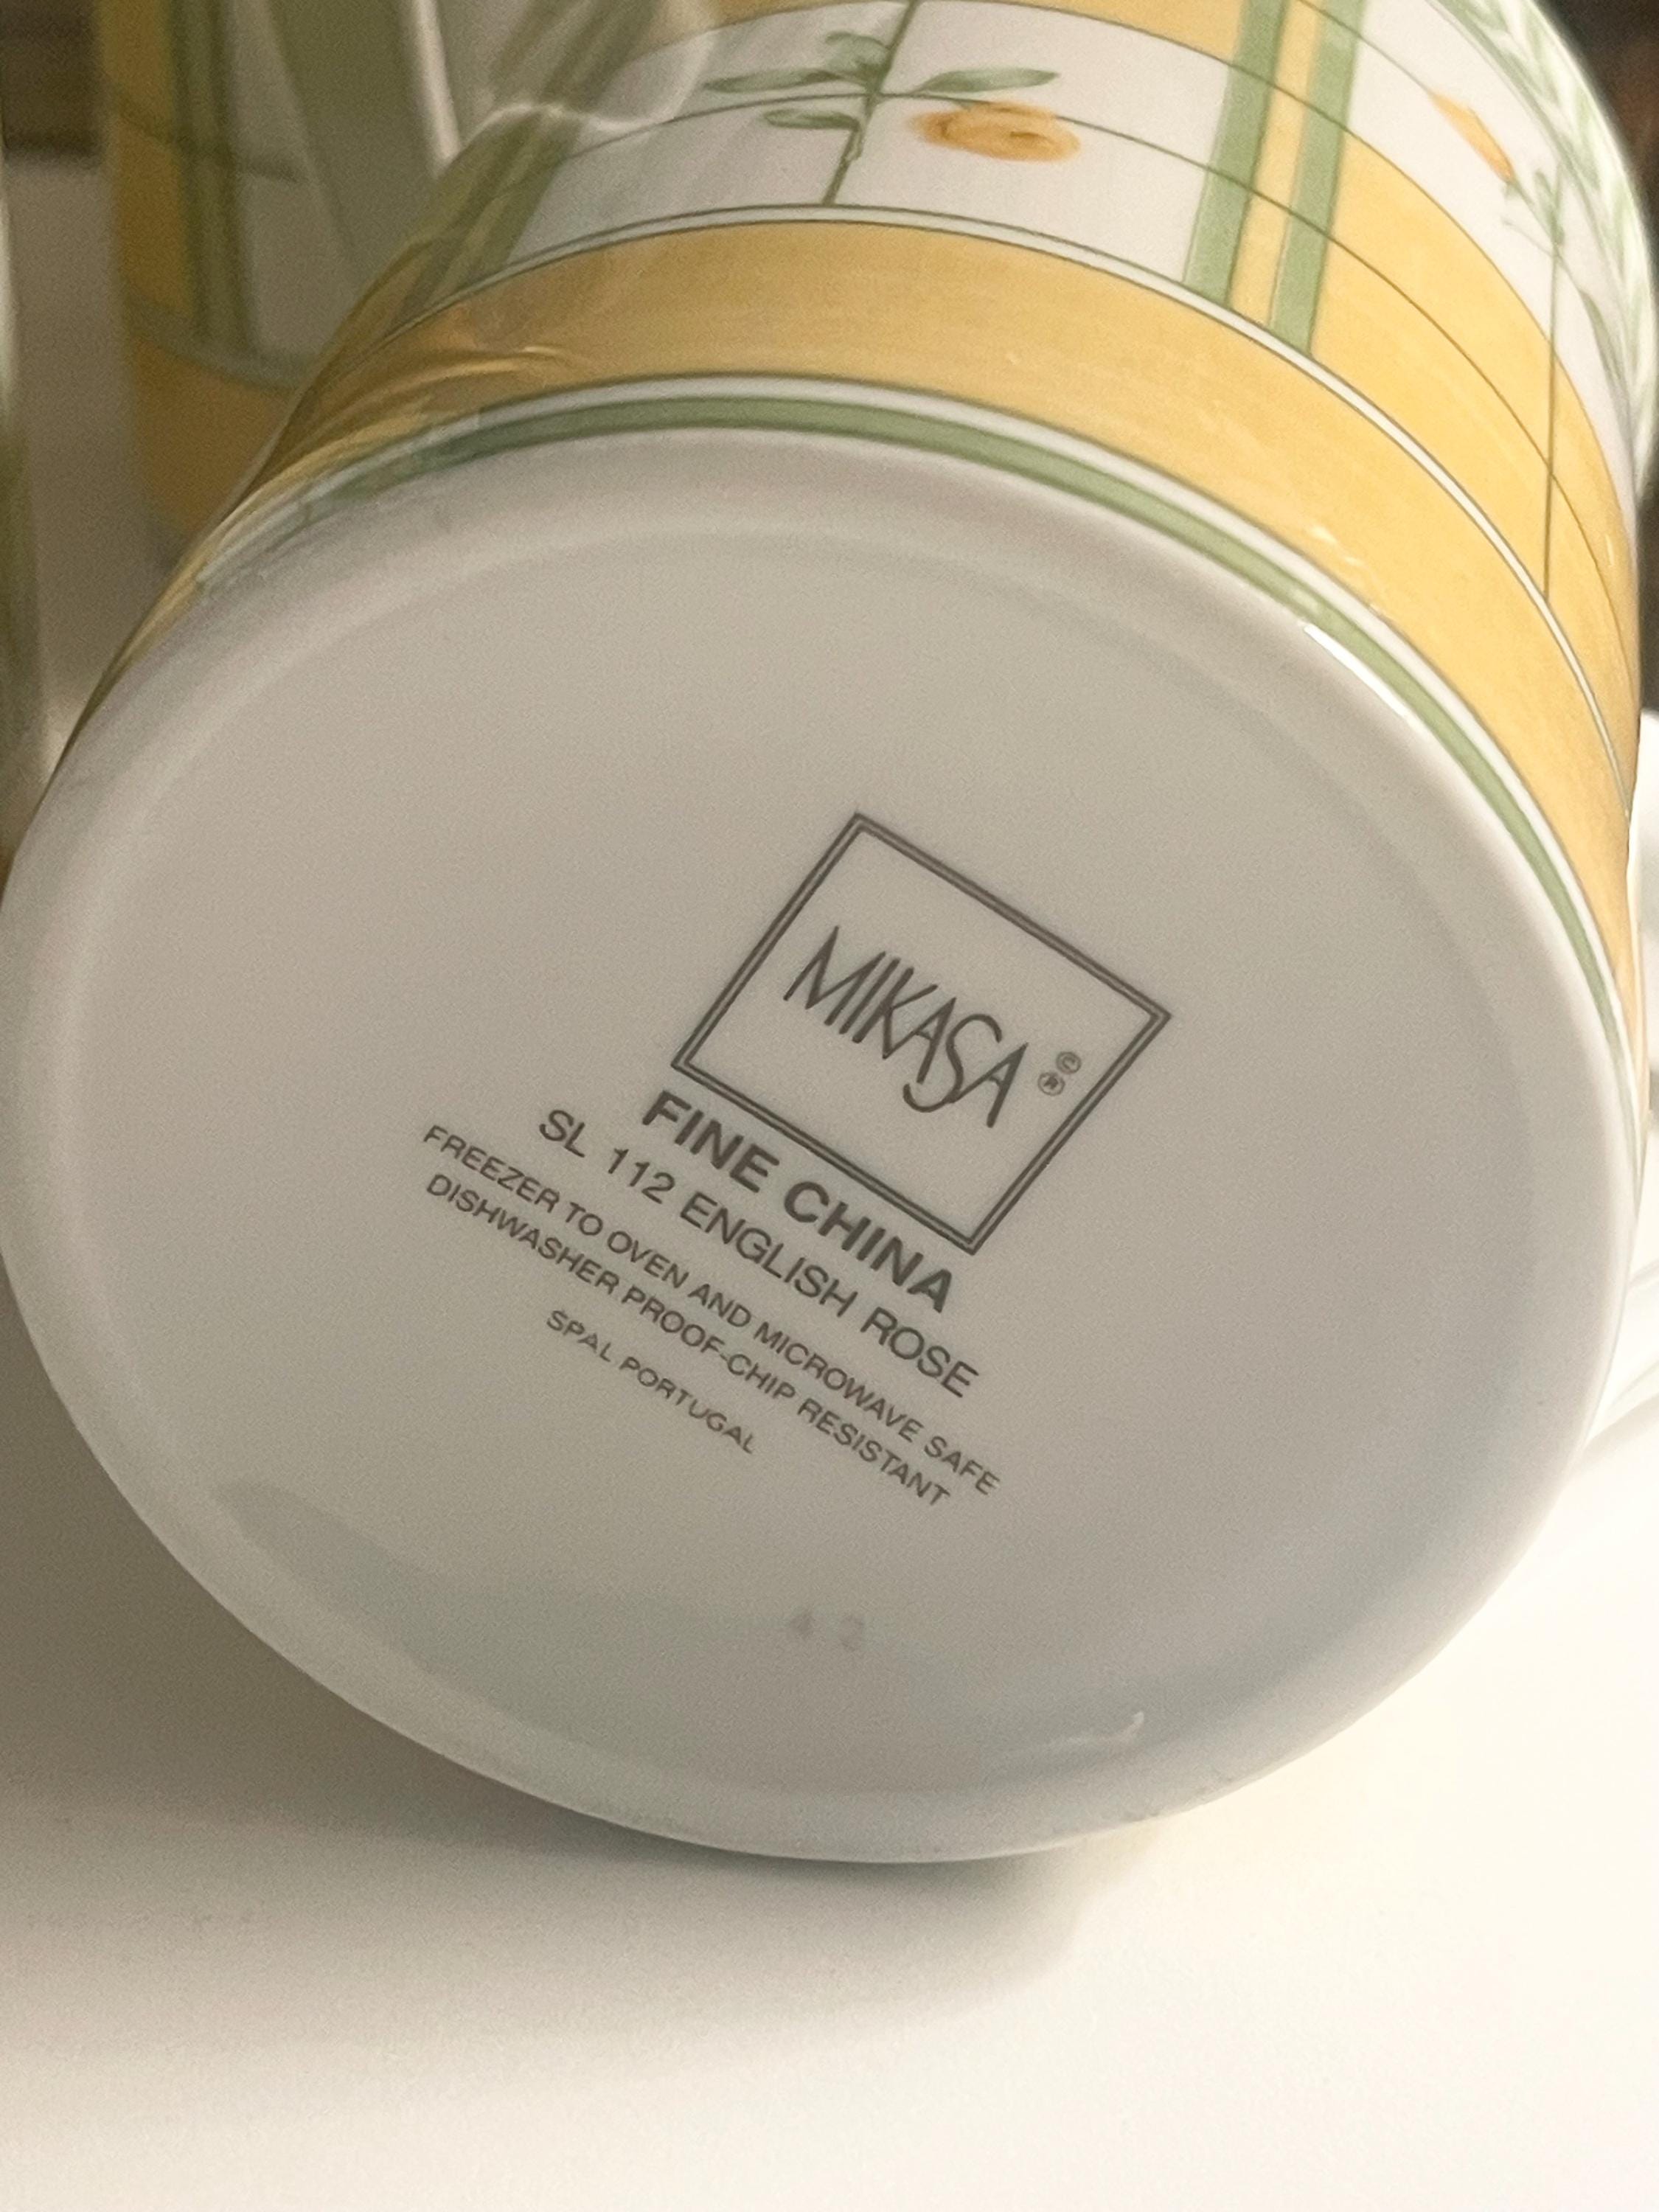 MIKASA ©
®
FINE CHINA
SL 112 ENGLISH ROSE
FREEZER TO OVEN AND MICROWAVE SAFE
DISHWASHER PROOF-CHIP RESISTANT
SPAL PORTUGAL